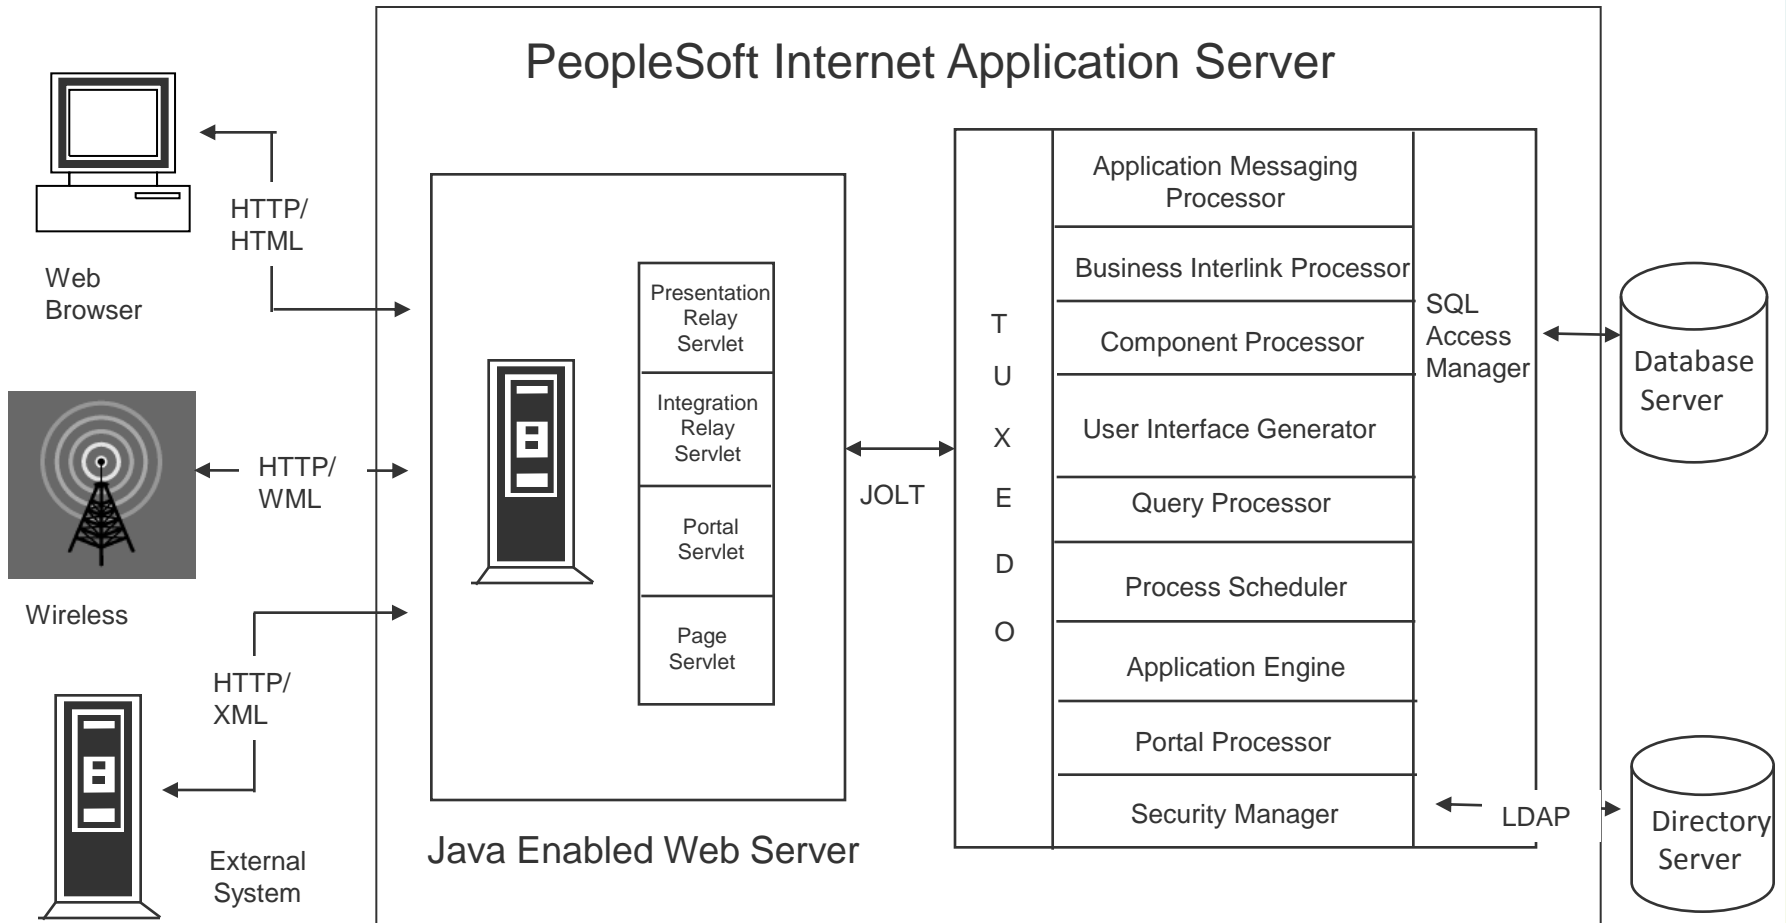 PeopleSoft Internet Application Server
HTTP/
HTML
Web
Browser
HTTP/
WML
Wireless
HTTP/
XML
External
System
Presentation
Relay
Servlet
Integration
Relay
Servlet
Portal
Servlet
Page
Servlet
Java Enabled Web Server
JOLT
T
U
X
E
D
O
Application Messaging
Processor
Business Interlink Processor
Component Processor
User Interface Generator
Query Processor
Process Scheduler
Application Engine
Portal Processor
Security Manager
SQL
Access
Manager
LDAP
Database
Server
Directory
Server